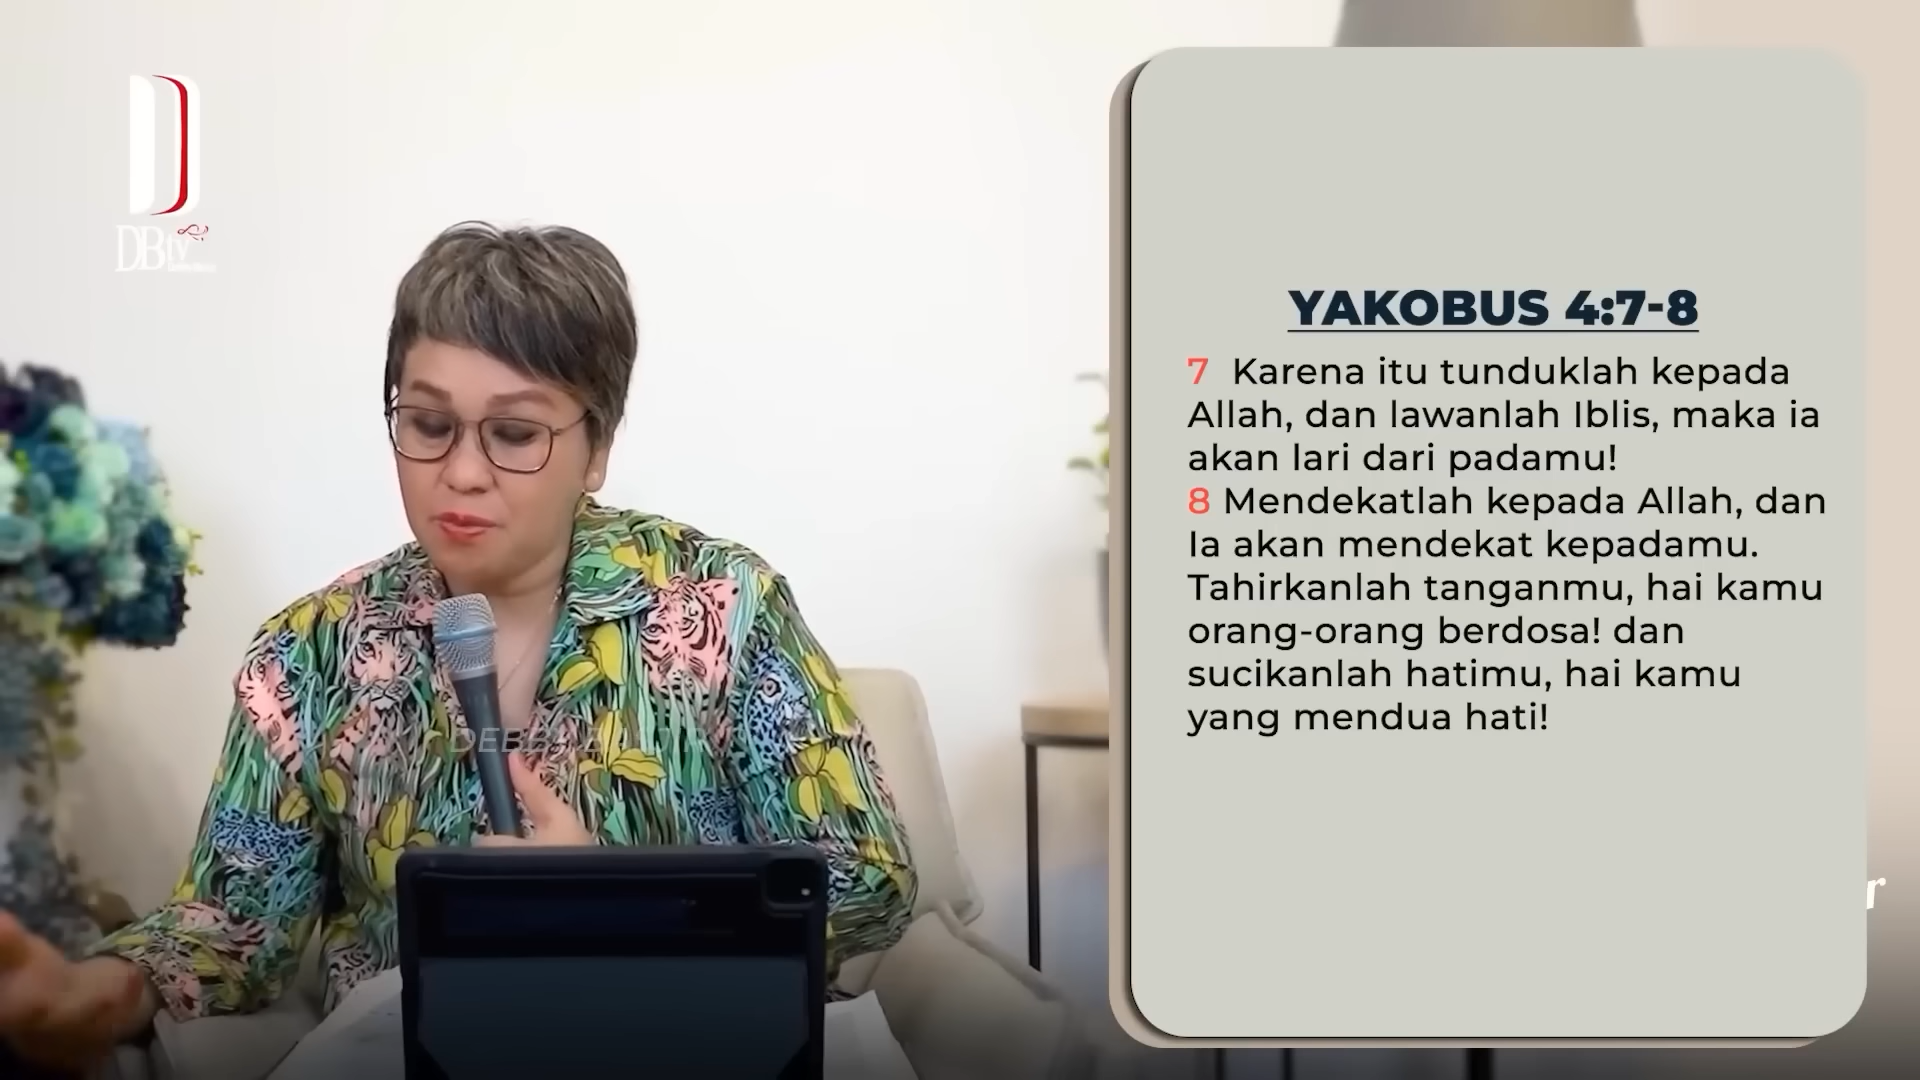 DBtv
YAKOBUS 4:7-8
7 Karena itu tunduklah kepada
Allah, dan lawanlah Iblis, maka ia
akan lari dari padamu!
8 Mendekatlah kepada Allah, dan
Ia akan mendekat kepadamu.
Tahirkanlah tanganmu, hai kamu
orang-orang berdosa! dan
sucikanlah hatimu, hai kamu
yang mendua hati!
r